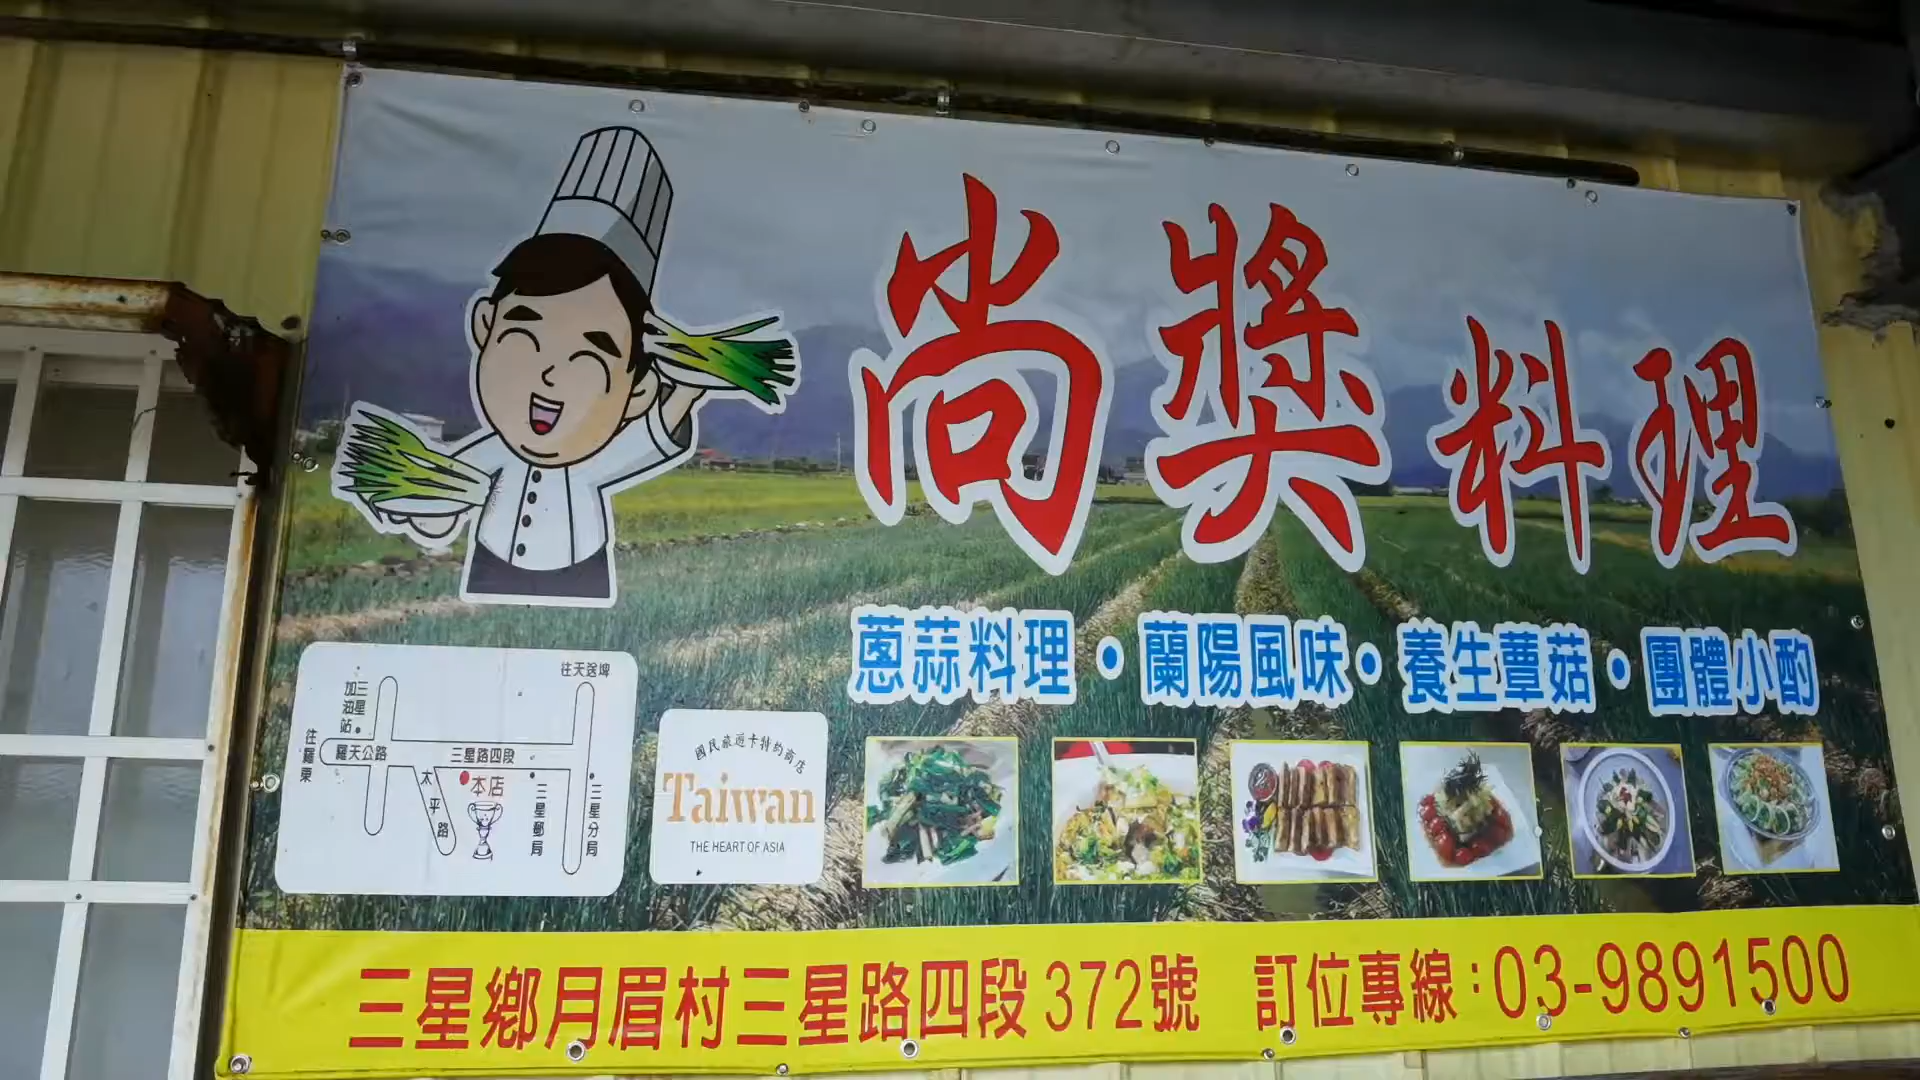 尚獎料理
蔥蒜料理・蘭陽風味・養生蕈菇・團體小酌
往天送埤
三星加油站
往羅東
羅天公路
三星路四段
太平路
本店
三星郵局
三星分局
國民旅遊卡特約商店
Taiwan
THE HEART OF ASIA
三星鄉月眉村三星路四段372號 訂位專線:03-9891500